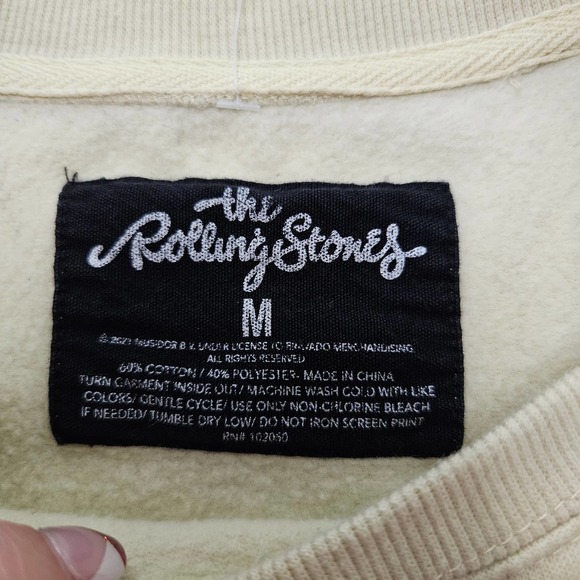 the
Rolling Stones
M
© 2021 MUSIDOR B.V. UNDER LICENSE TO BRAVADO MERCHANDISING.
ALL RIGHTS RESERVED
60% COTTON / 40% POLYESTER- MADE IN CHINA
TURN GARMENT INSIDE OUT/ MACHINE WASH COLD WITH LIKE
COLORS/ GENTLE CYCLE/ USE ONLY NON-CHLORINE BLEACH
IF NEEDED/ TUMBLE DRY LOW/ DO NOT IRON SCREEN PRINT
RN# 102050